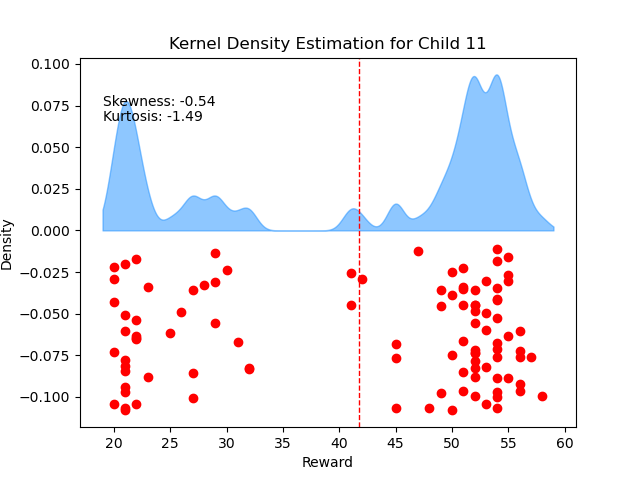 Kernel Density Estimation for Child 11
Skewness: -0.54
Kurtosis: -1.49
Density
0.100
0.075
0.050
0.025
0.000
−0.025
−0.050
−0.075
−0.100
20 25 30 35 40 45 50 55 60
Reward